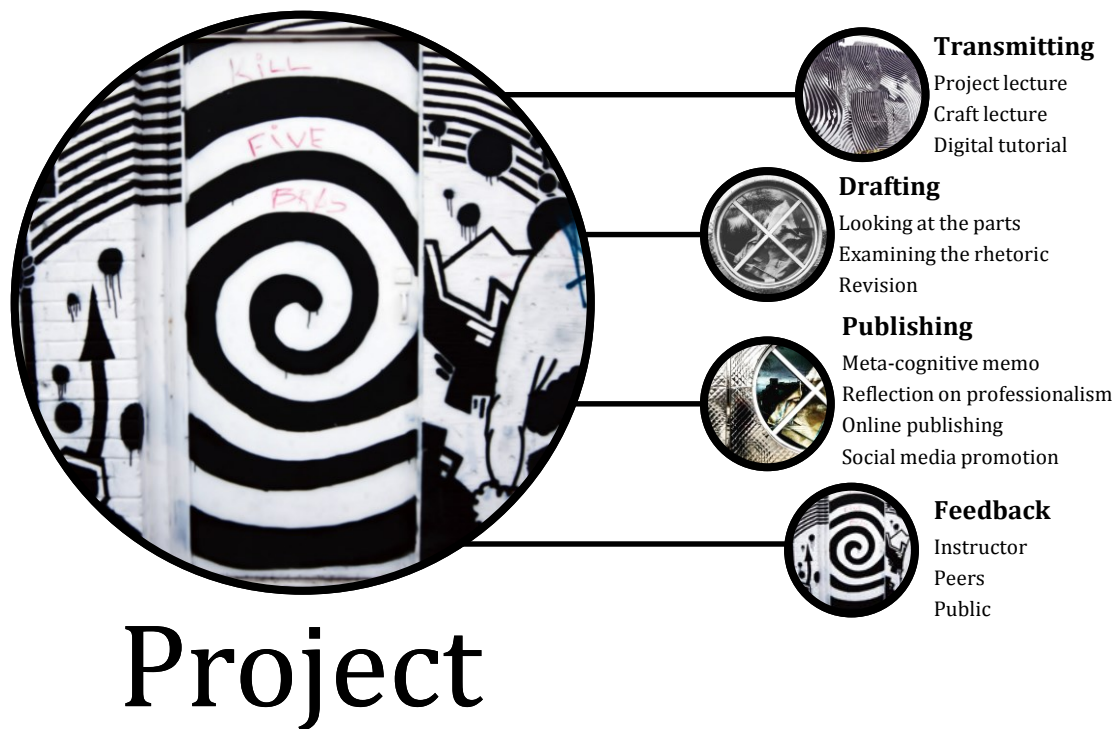 KiLL
FiVE
Transmitting
Project lecture
Craft lecture
Digital tutorial
Drafting
Looking at the parts
Examining the rhetoric
Revision
Publishing
Meta-cognitive memo
Reflection on professionalism
Online publishing
Social media promotion
Feedback
Instructor
Peers
Public
Project